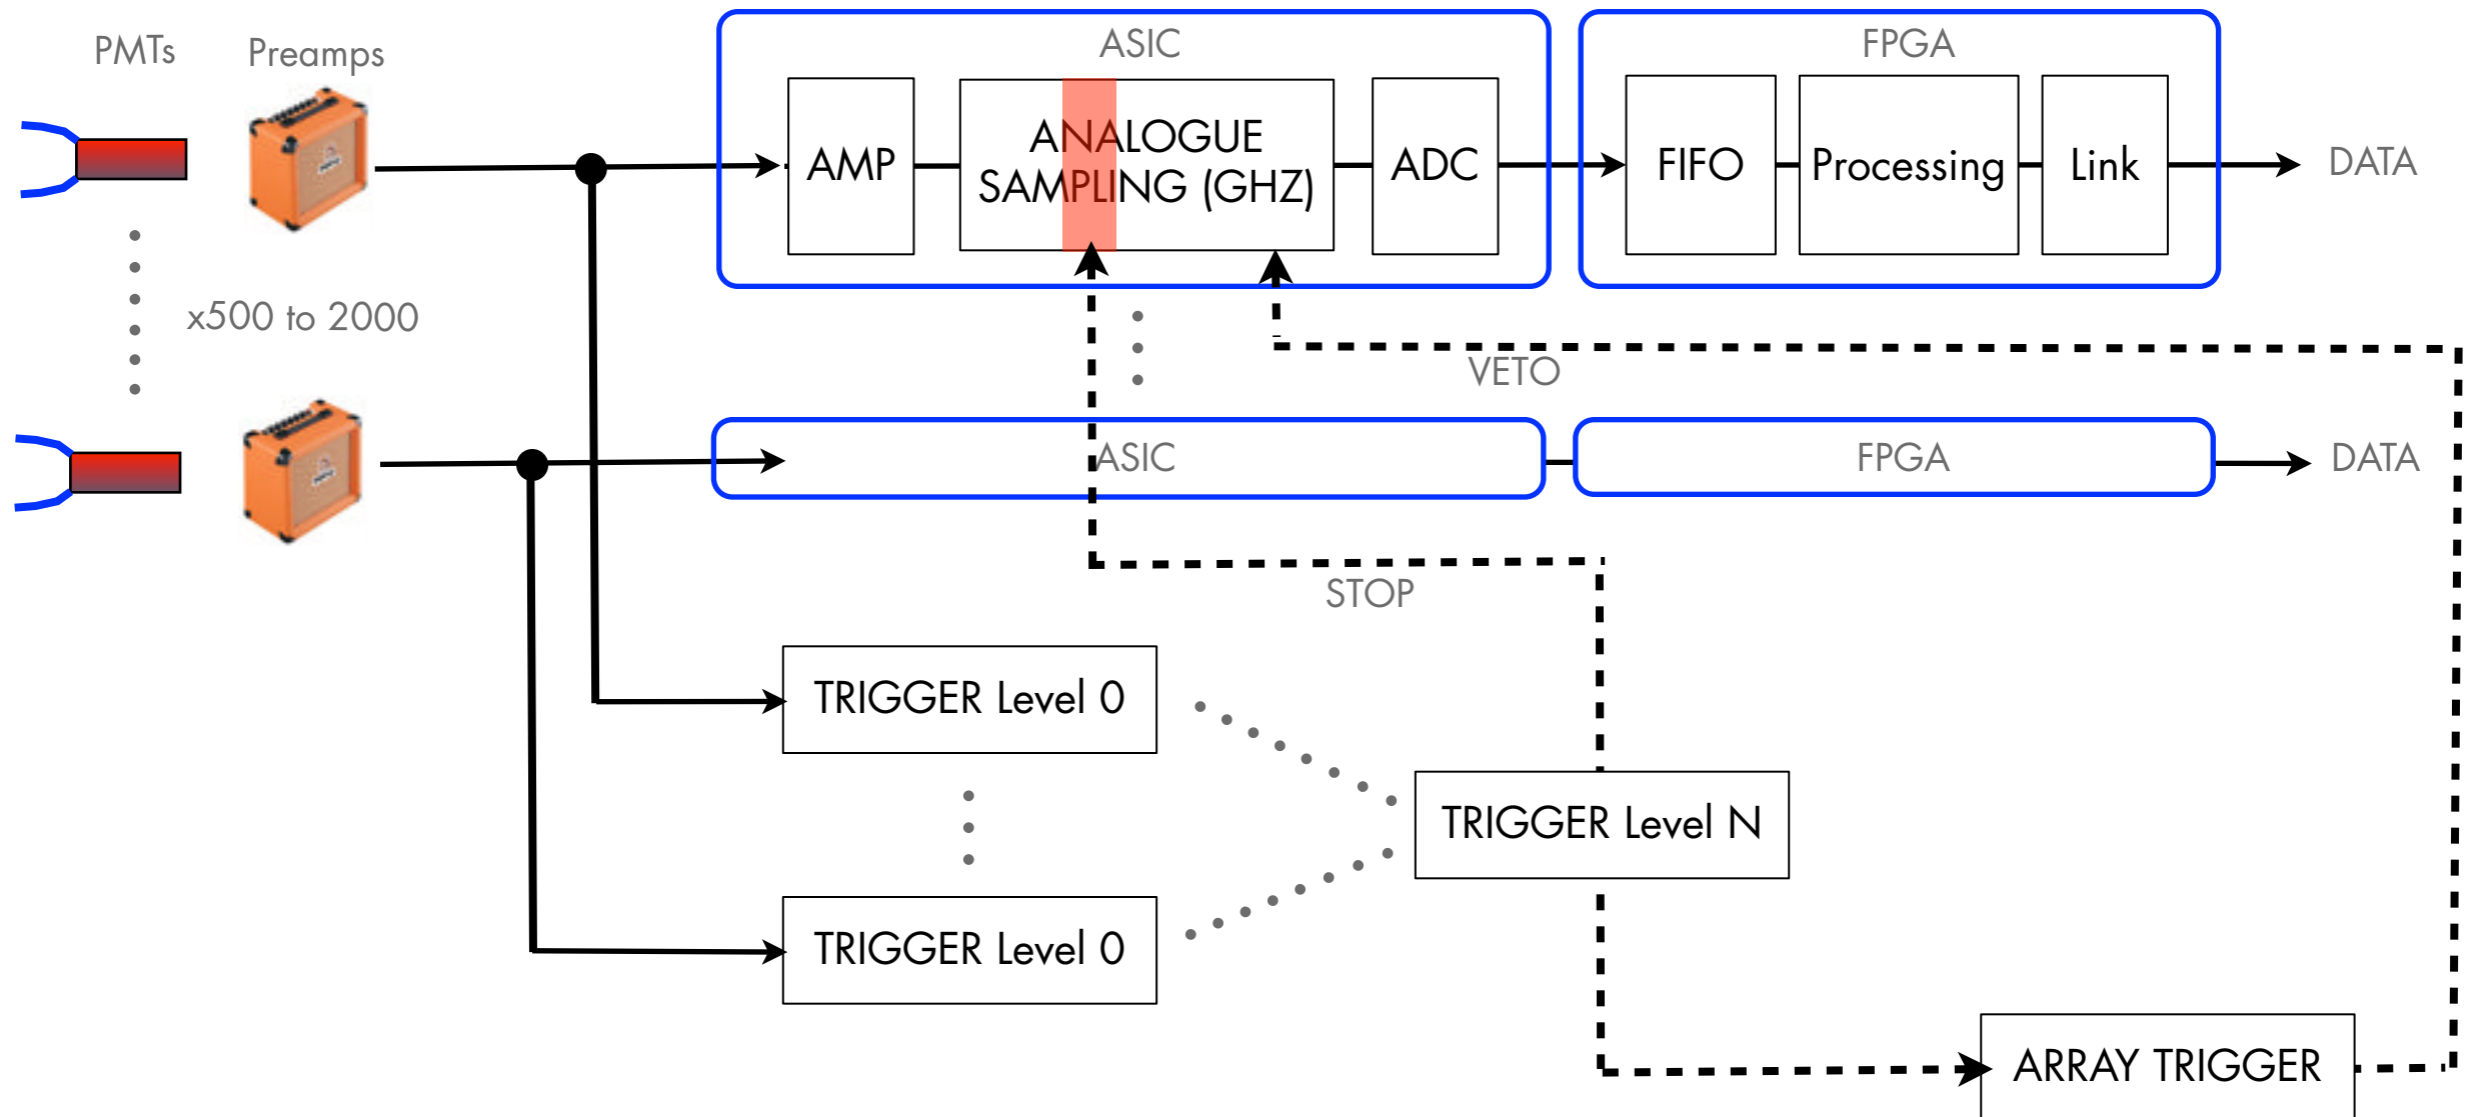 PMTs
Preamps
ASIC
FPGA
AMP
ANALOGUE
SAMPLING (GHZ)
ADC
FIFO
Processing
Link
DATA
x500 to 2000
VETO
ASIC
FPGA
DATA
STOP
TRIGGER Level 0
TRIGGER Level N
TRIGGER Level 0
ARRAY TRIGGER